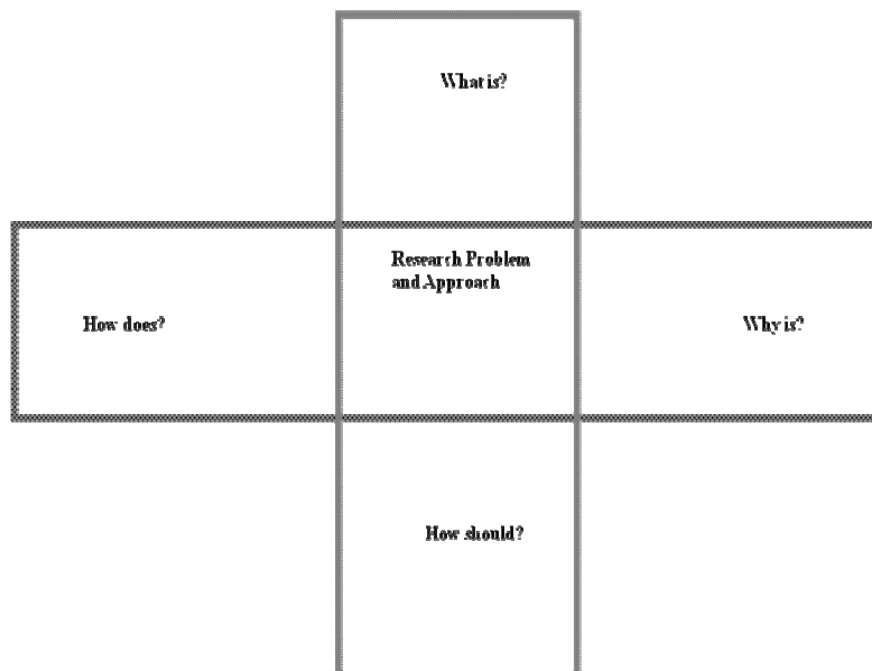 What is?
Research Problem
and Approach
How does?
Why is?
How should?